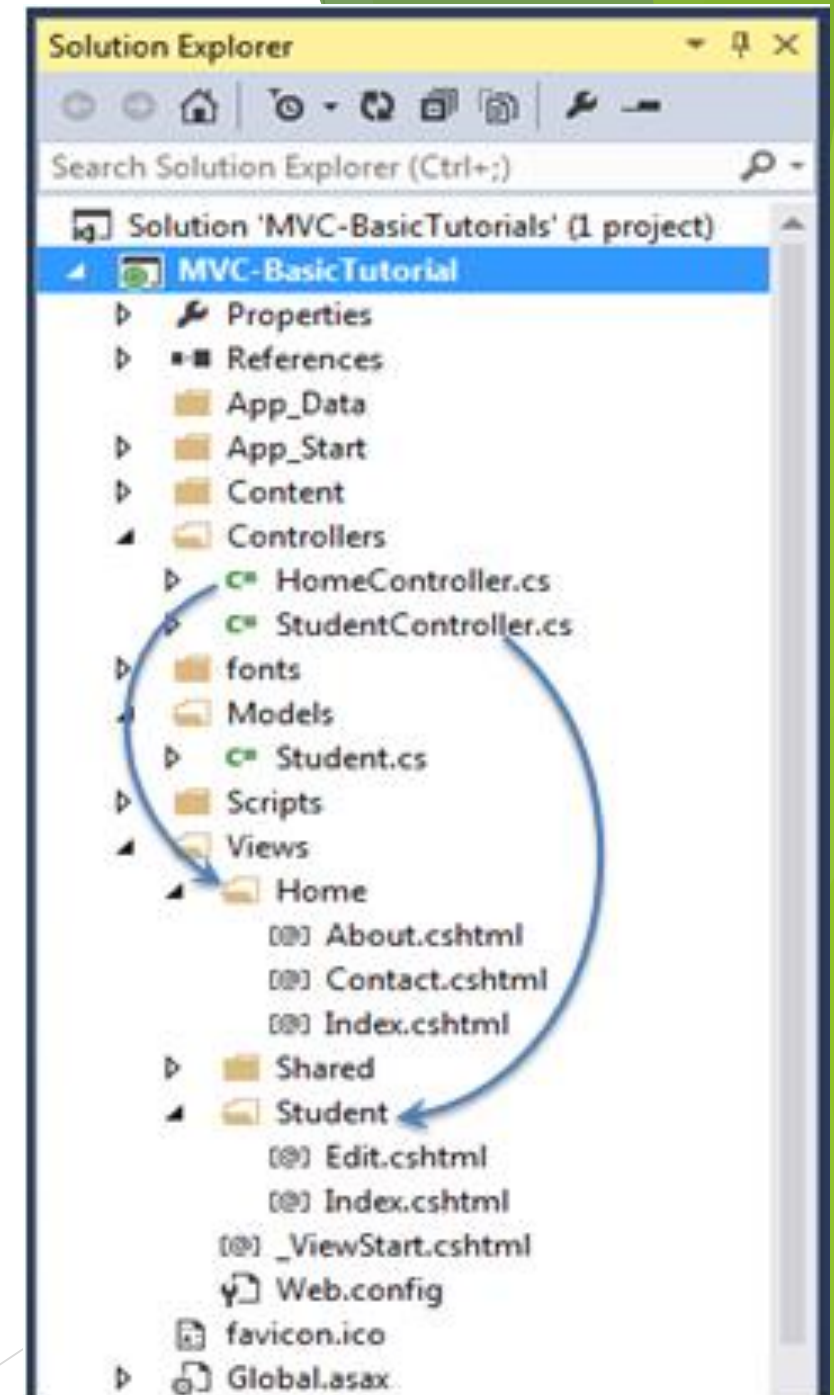 Solution Explorer
Search Solution Explorer (Ctrl+;)
Solution 'MVC-BasicTutorials' (1 project)
MVC-BasicTutorial
Properties
References
App_Data
App_Start
Content
Controllers
C# HomeController.cs
C# StudentController.cs
fonts
Models
C# Student.cs
Scripts
Views
Home
[@] About.cshtml
[@] Contact.cshtml
[@] Index.cshtml
Shared
Student
[@] Edit.cshtml
[@] Index.cshtml
[@] _ViewStart.cshtml
Web.config
favicon.ico
Global.asax